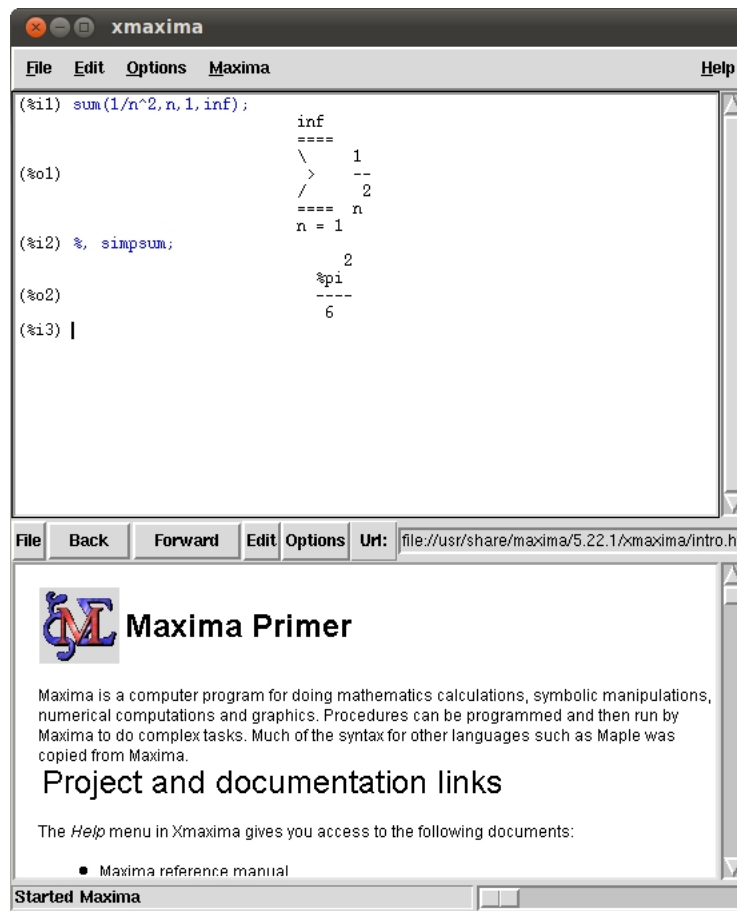 xmaxima
File Edit Options Maxima Help
(%i1) sum(1/n^2,n,1,inf);
inf
====
\ 1
(%o1) > --
/ 2
==== n
n = 1
(%i2) %, simpsum;
2
%pi
(%o2) ----
6
(%i3)
File Back Forward Edit Options Url: file://usr/share/maxima/5.22.1/xmaxima/intro.h
Maxima Primer
Maxima is a computer program for doing mathematics calculations, symbolic manipulations,
numerical computations and graphics. Procedures can be programmed and then run by
Maxima to do complex tasks. Much of the syntax for other languages such as Maple was
copied from Maxima.
Project and documentation links
The Help menu in Xmaxima gives you access to the following documents:
● Maxima reference manual
Started Maxima